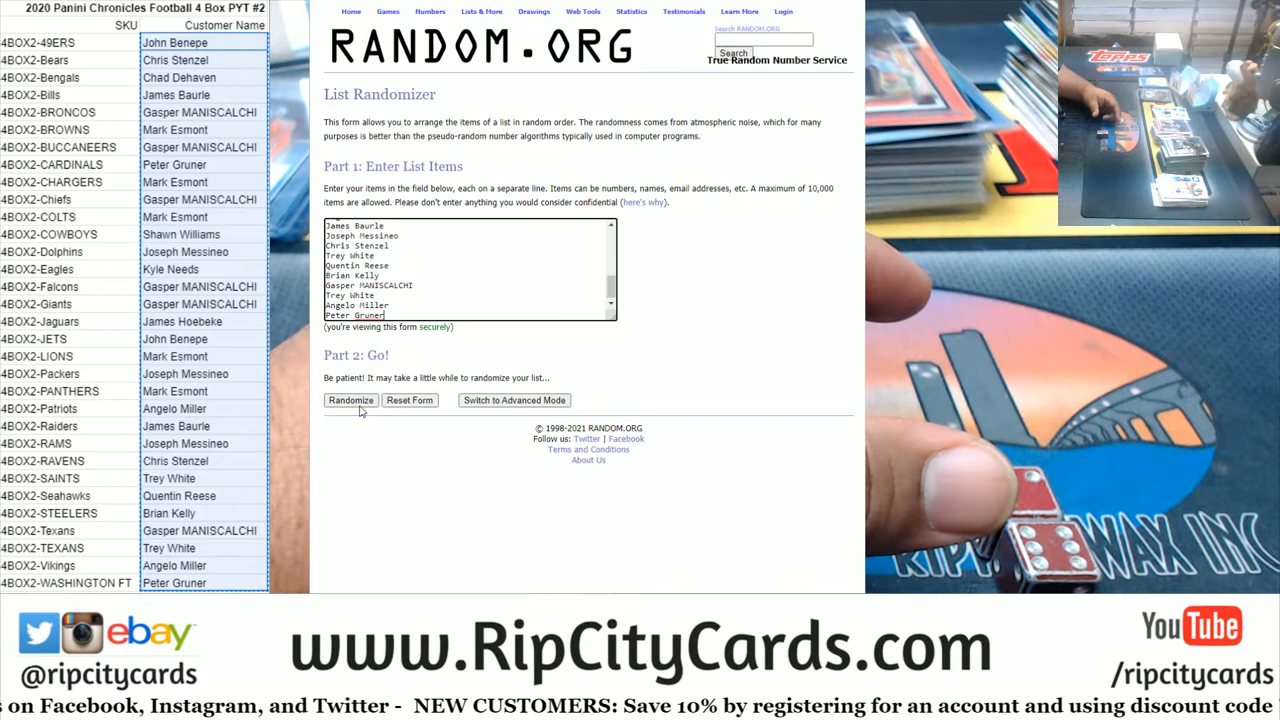 2020 Panini Chronicles Football 4 Box PYT #2
SKU Customer Name
4BOX2-49ERS John Benepe
4BOX2-Bears Chris Stenzel
4BOX2-Bengals Chad Dehaven
4BOX2-Bills James Baurle
4BOX2-BRONCOS Gasper MANISCALCHI
4BOX2-BROWNS Mark Esmont
4BOX2-BUCCANEERS Gasper MANISCALCHI
4BOX2-CARDINALS Peter Gruner
4BOX2-CHARGERS Mark Esmont
4BOX2-Chiefs Gasper MANISCALCHI
4BOX2-COLTS Mark Esmont
4BOX2-COWBOYS Shawn Williams
4BOX2-Dolphins Joseph Messineo
4BOX2-Eagles Kyle Needs
4BOX2-Falcons Gasper MANISCALCHI
4BOX2-Giants Gasper MANISCALCHI
4BOX2-Jaguars James Hoebeke
4BOX2-JETS John Benepe
4BOX2-LIONS Mark Esmont
4BOX2-Packers Joseph Messineo
4BOX2-PANTHERS Mark Esmont
4BOX2-Patriots Angelo Miller
4BOX2-Raiders James Baurle
4BOX2-RAMS Joseph Messineo
4BOX2-RAVENS Chris Stenzel
4BOX2-SAINTS Trey White
4BOX2-Seahawks Quentin Reese
4BOX2-STEELERS Brian Kelly
4BOX2-Texans Gasper MANISCALCHI
4BOX2-TEXANS Trey White
4BOX2-Vikings Angelo Miller
4BOX2-WASHINGTON FT Peter Gruner
Home Games Numbers Lists & More Drawings Web Tools Statistics Testimonials Learn More Login
RANDOM.ORG
Search RANDOM.ORG
Search
True Random Number Service
List Randomizer
This form allows you to arrange the items of a list in random order. The randomness comes from atmospheric noise, which for many
purposes is better than the pseudo-random number algorithms typically used in computer programs.
Part 1: Enter List Items
Enter your items in the field below, each on a separate line. Items can be numbers, names, email addresses, etc. A maximum of 10,000
items are allowed. Please don't enter anything you would consider confidential (here's why).
James Baurle
Joseph Messineo
Chris Stenzel
Trey White
Quentin Reese
Brian Kelly
Gasper MANISCALCHI
Trey White
Angelo Miller
Peter Gruner
(you're viewing this form securely)
Part 2: Go!
Be patient! It may take a little while to randomize your list...
Randomize Reset Form Switch to Advanced Mode
© 1998-2021 RANDOM.ORG
Follow us: Twitter | Facebook
Terms and Conditions
About Us
Topps
WAX INC
ebay
@ripcitycards
www.RipCityCards.com
YouTube
/ripcitycards
s on Facebook, Instagram, and Twitter - NEW CUSTOMERS: Save 10% by registering for an account and using discount code